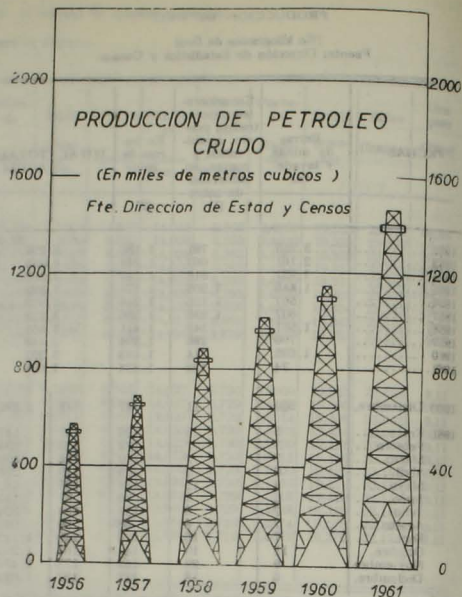 2000
2000
PRODUCCION DE PETROLEO
CRUDO
1600
(En miles de metros cubicos )
1600
Fte. Direccion de Estad y Censos
1200
1200
800
800
400
400
0
0
1956 1957 1958 1959 1960 1961